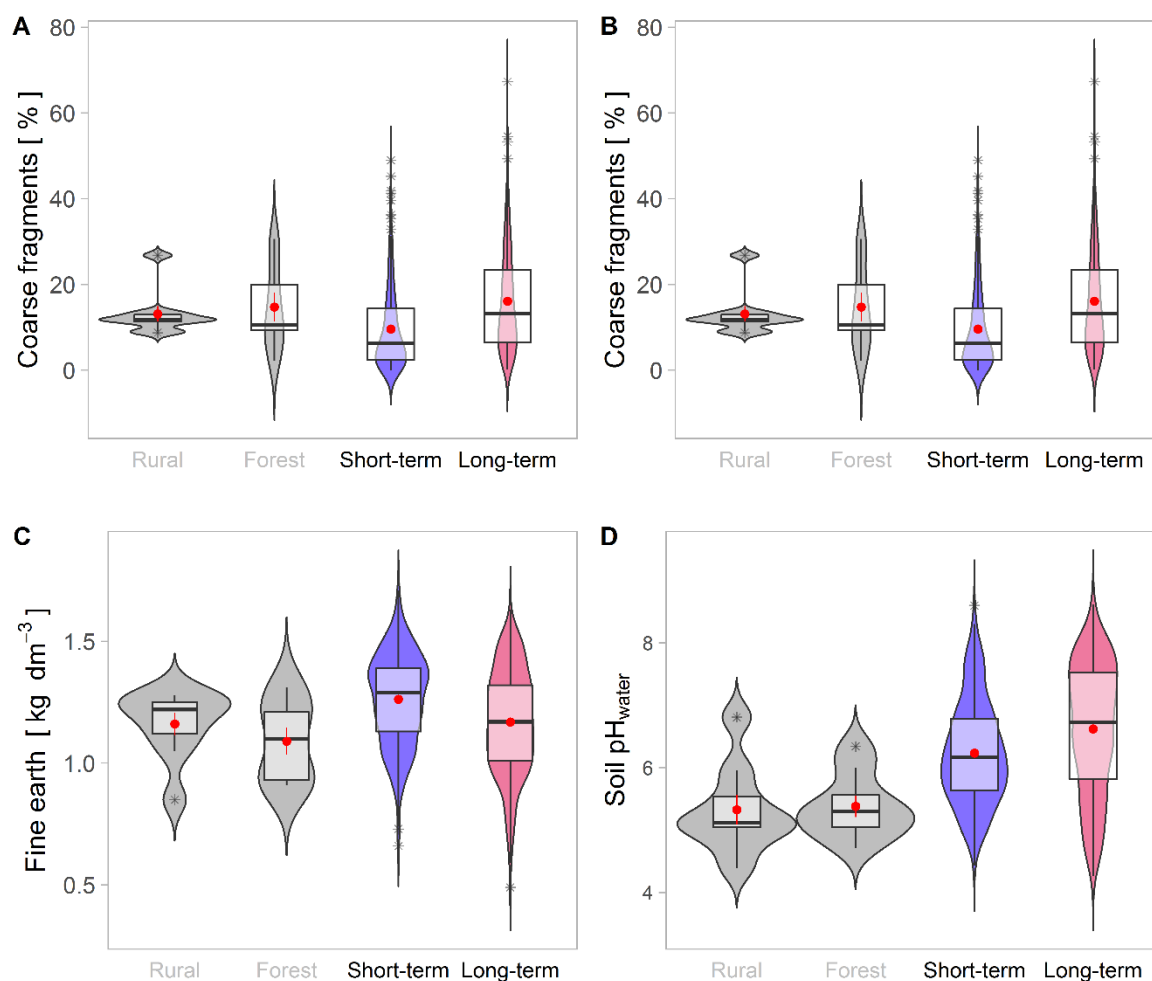 A
B
Coarse fragments [ % ]
80
60
40
20
0
Rural
Forest
Short-term
Long-term
Coarse fragments [ % ]
80
60
40
20
0
Rural
Forest
Short-term
Long-term
C
D
Fine earth [ kg dm⁻³ ]
1.5
1.0
0.5
Rural
Forest
Short-term
Long-term
Soil pHwater
8
6
4
Rural
Forest
Short-term
Long-term